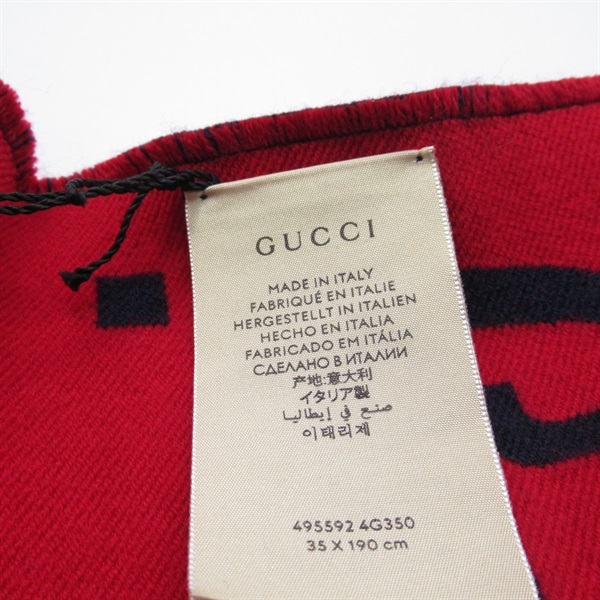 GUCCI
MADE IN ITALY
FABRIQUÉ EN ITALIE
HERGESTELLT IN ITALIEN
HECHO EN ITALIA
FABRICADO EM ITÁLIA
СДЕЛАНО В ИТАЛИИ
产地:意大利
イタリア製
صنع في إيطاليا
이태리제
495592 4G350
35 X 190 cm